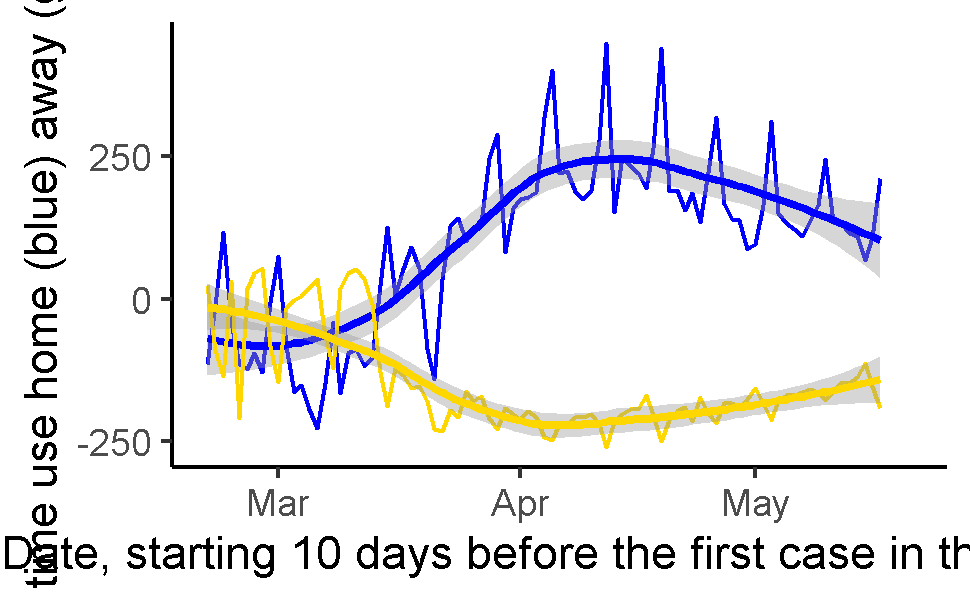 time use home (blue) away (
250
0
-250
Mar Apr May
Date, starting 10 days before the first case in th